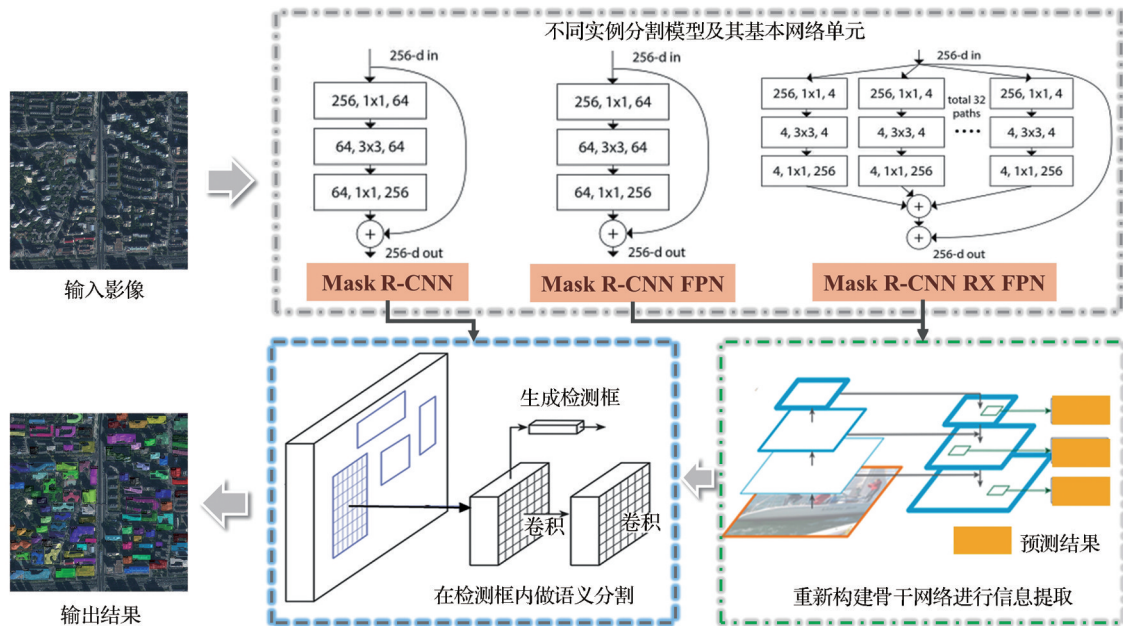 不同实例分割模型及其基本网络单元
256-d in
256, 1x1, 64
64, 3x3, 64
64, 1x1, 256
+
256-d out
Mask R-CNN
256-d in
256, 1x1, 64
64, 3x3, 64
64, 1x1, 256
+
256-d out
Mask R-CNN FPN
256-d in
256, 1x1, 4
256, 1x1, 4
total 32
paths
....
256, 1x1, 4
4, 3x3, 4
4, 3x3, 4
4, 3x3, 4
4, 1x1, 256
4, 1x1, 256
4, 1x1, 256
+
+
256-d out
Mask R-CNN RX FPN
输入影像
生成检测框
卷积
卷积
在检测框内做语义分割
预测结果
重新构建骨干网络进行信息提取
输出结果